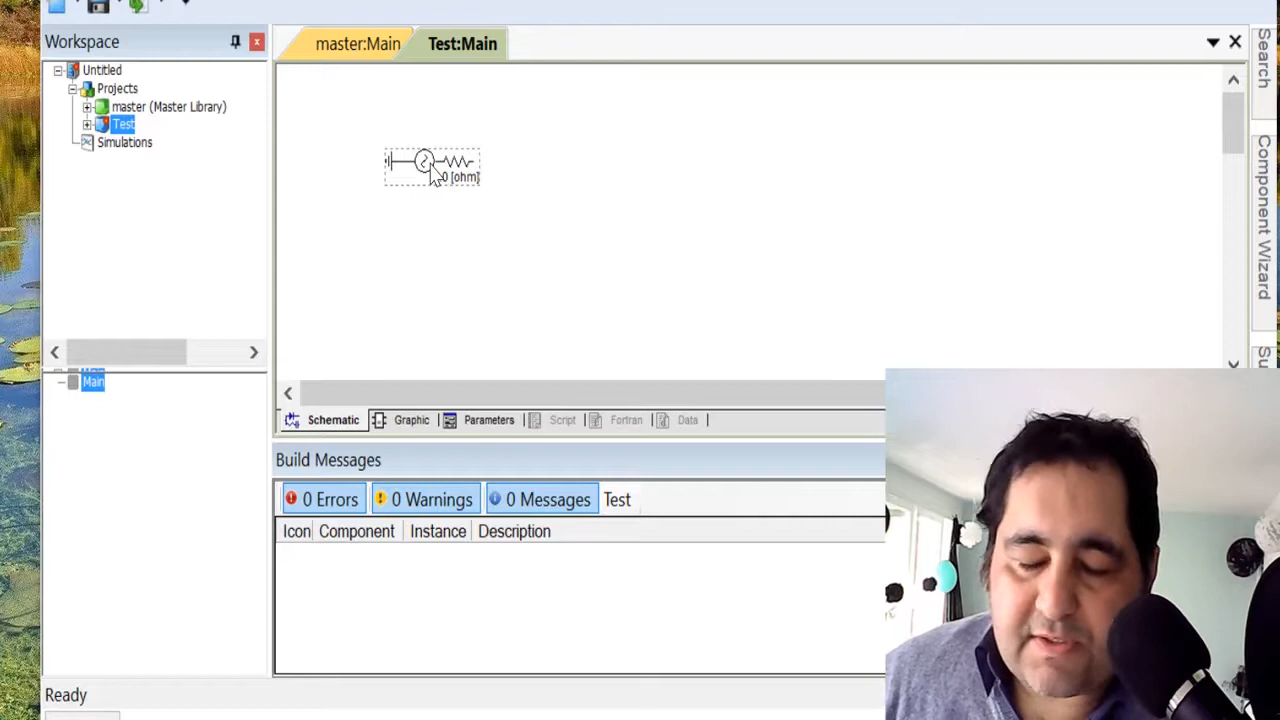 Workspace
Untitled
Projects
master (Master Library)
Test
Simulations
Main
master:Main
Test:Main
0 [ohm]
Search
Component Wizard
Schematic
Graphic
Parameters
Script
Fortran
Data
Build Messages
0 Errors
0 Warnings
0 Messages
Test
Icon
Component
Instance
Description
Ready